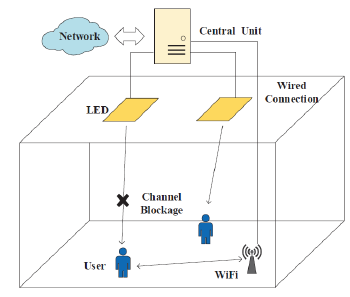 Network
Central Unit
Wired
Connection
LED
Channel
Blockage
User
WiFi